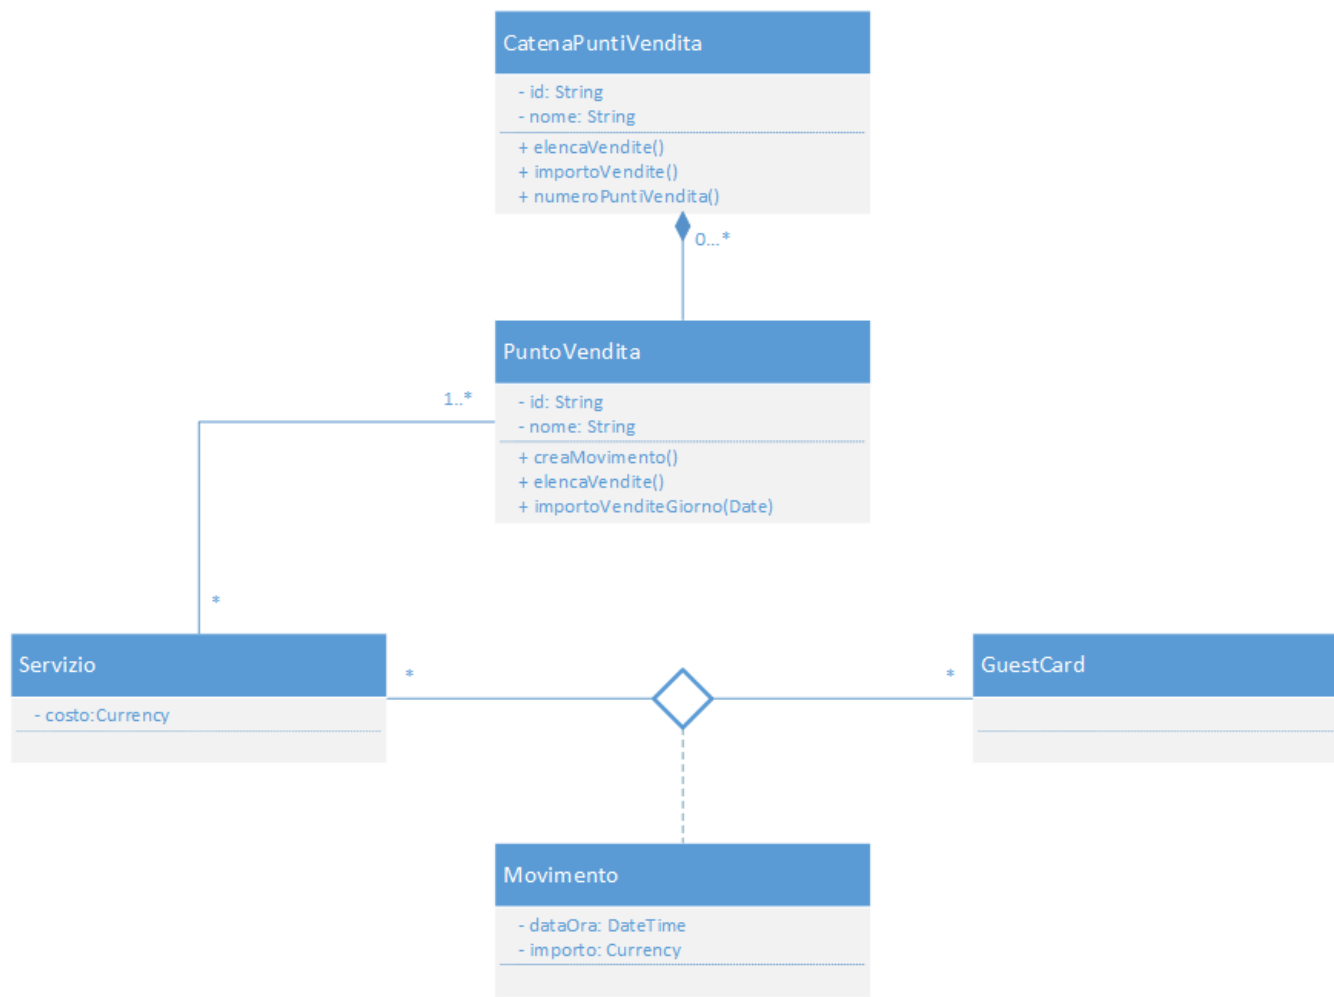 CatenaPuntiVendita
- id: String
- nome: String
+ elencaVendite()
+ importoVendite()
+ numeroPuntiVendita()
0...*
PuntoVendita
1..*
- id: String
- nome: String
+ creaMovimento()
+ elencaVendite()
+ importoVenditeGiorno(Date)
*
Servizio
*
*
GuestCard
- costo:Currency
Movimento
- dataOra: DateTime
- importo: Currency